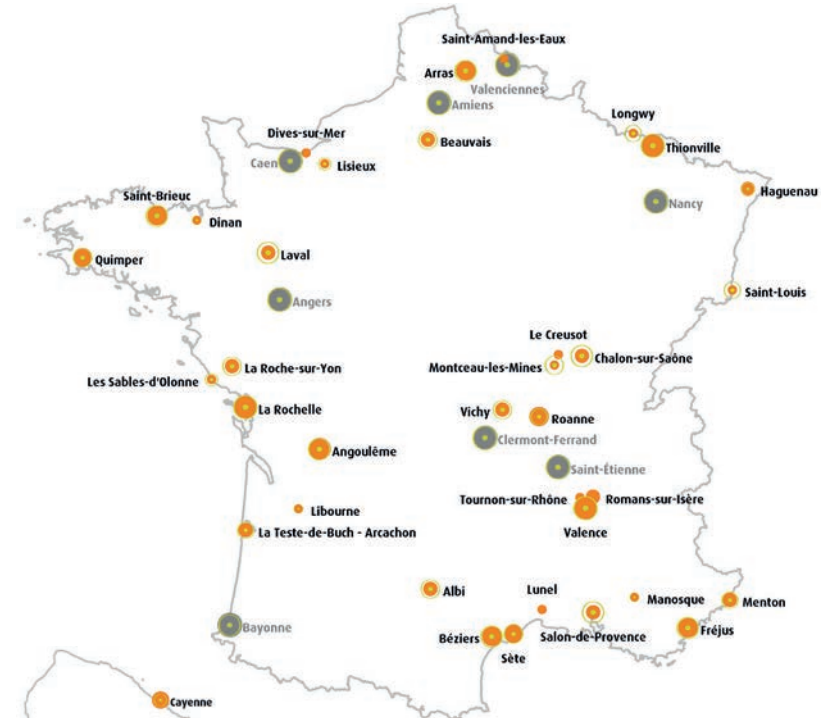 Saint-Amand-les-Eaux
Arras
Valenciennes
Amiens
Longwy
Dives-sur-Mer
Beauvais
Thionville
Caen
Lisieux
Haguenau
Saint-Brieuc
Nancy
Dinan
Quimper
Laval
Saint-Louis
Angers
Le Creusot
Chalon-sur-Saône
Montceau-les-Mines
La Roche-sur-Yon
Les Sables-d'Olonne
La Rochelle
Vichy
Roanne
Clermont-Ferrand
Angoulême
Saint-Étienne
Tournon-sur-Rhône
Romans-sur-Isère
Libourne
La Teste-de-Buch - Arcachon
Valence
Albi
Lunel
Manosque
Menton
Bayonne
Béziers
Salon-de-Provence
Fréjus
Sète
Cayenne